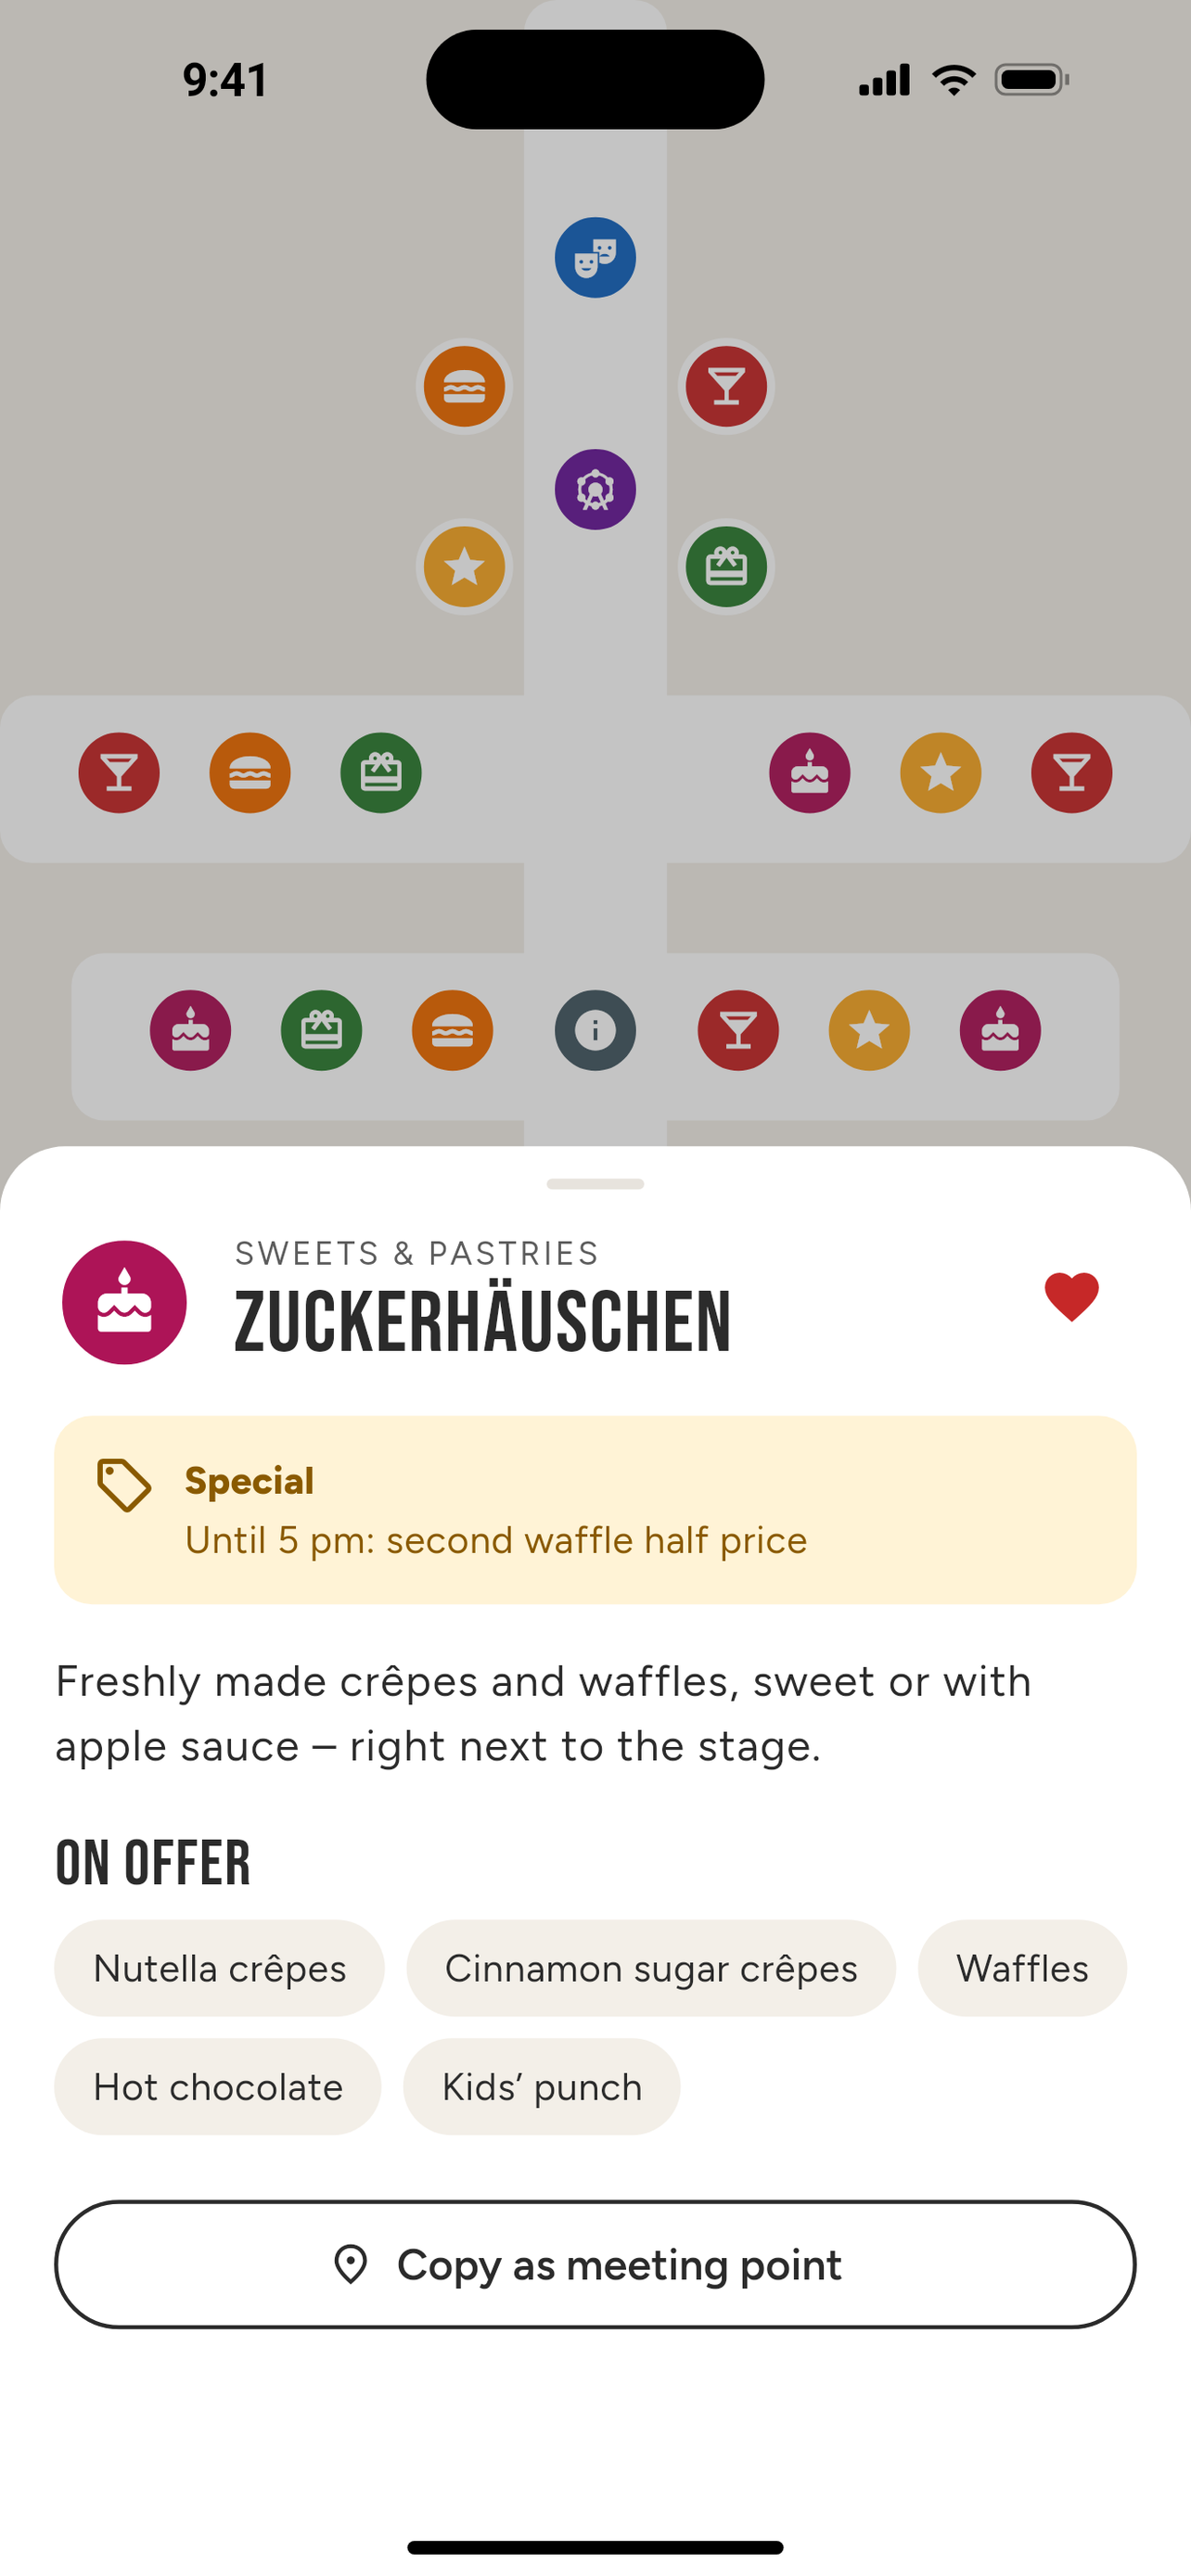 9:41
SWEETS & PASTRIES
ZUCKERHÄUSCHEN
Special
Until 5 pm: second waffle half price
Freshly made crêpes and waffles, sweet or with
apple sauce – right next to the stage.
ON OFFER
Nutella crêpes
Cinnamon sugar crêpes
Waffles
Hot chocolate
Kids’ punch
Copy as meeting point